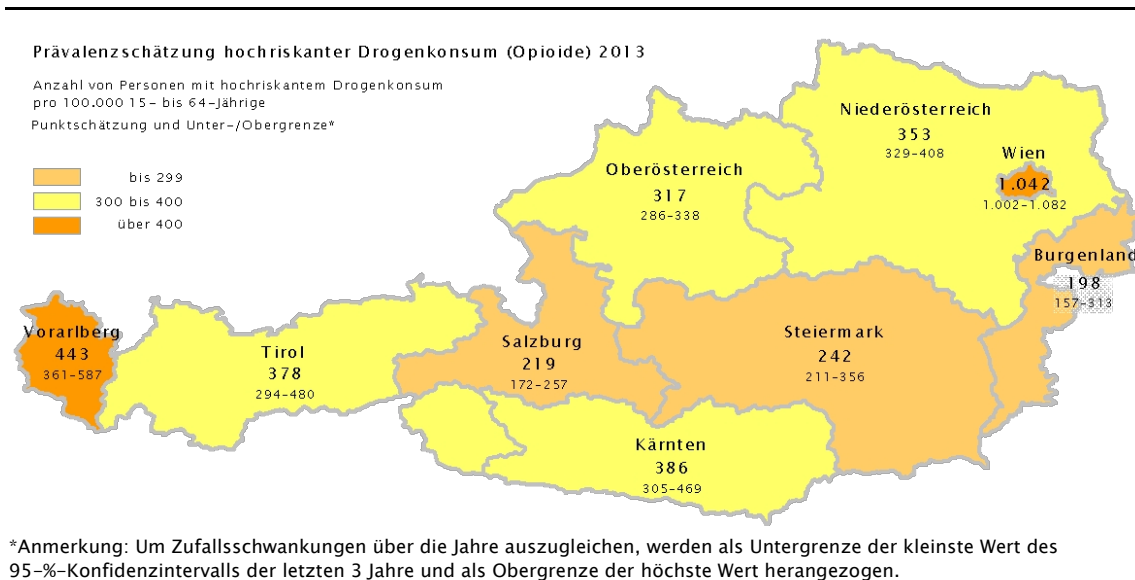 Prävalenzschätzung hochriskanter Drogenkonsum (Opioide) 2013
Anzahl von Personen mit hochriskantem Drogenkonsum
pro 100.000 15- bis 64-Jährige
Punktschätzung und Unter-/Obergrenze*
bis 299
300 bis 400
über 400
Niederösterreich
353
329-408
Wien
1.042
1.002-1.082
Oberösterreich
317
286-338
Burgenland
198
157-313
Vorarlberg
443
361-587
Tirol
378
294-480
Salzburg
219
172-257
Steiermark
242
211-356
Kärnten
386
305-469
*Anmerkung: Um Zufallsschwankungen über die Jahre auszugleichen, werden als Untergrenze der kleinste Wert des
95-%-Konfidenzintervalls der letzten 3 Jahre und als Obergrenze der höchste Wert herangezogen.